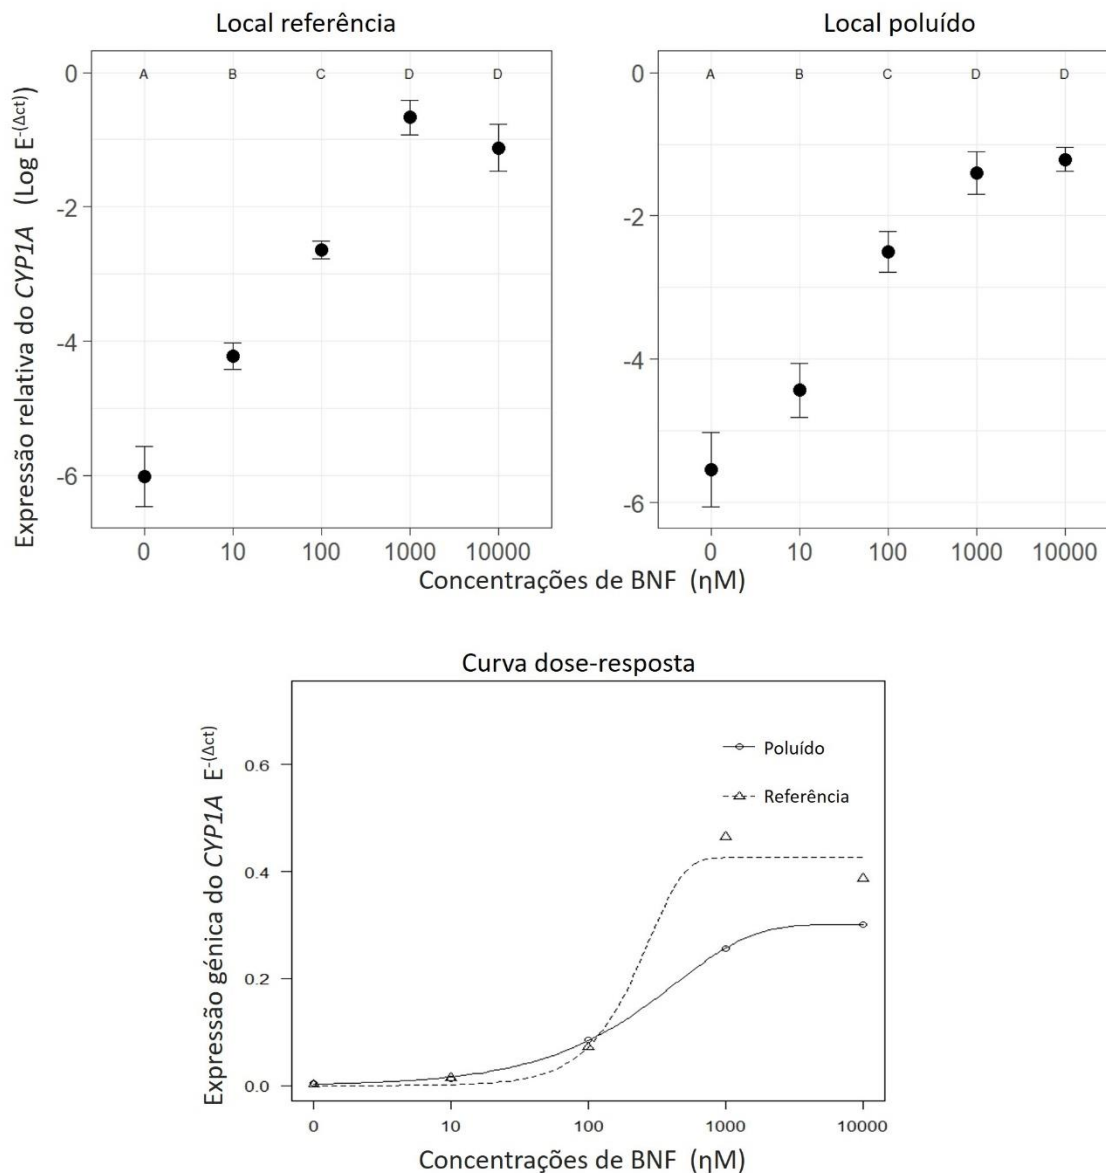 Local referência
Local poluído
Expressão relativa do CYP1A (Log E-(Δct))
0
-2
-4
-6
A B C D D
0 10 100 1000 10000
0
-2
-4
-6
A B C D D
0 10 100 1000 10000
Concentrações de BNF (ηM)
Curva dose-resposta
Expressão génica do CYP1A E-(Δct)
0.6
0.4
0.2
0.0
Poluído
Referência
0 10 100 1000 10000
Concentrações de BNF (ηM)